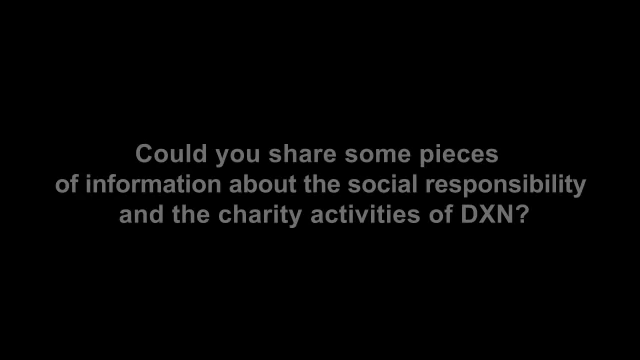 Could you share some pieces
of information about the social responsibility
and the charity activities of DXN?